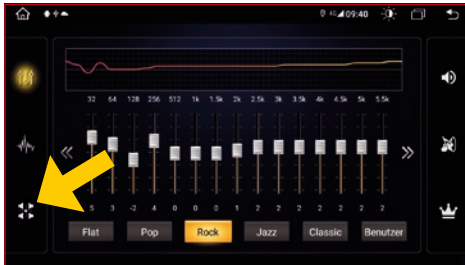 4G 09:40
32 64 128 256 512 1k 1.5k 2k 2.5k 3k 3.5k 4k 4.5k 5k 5.5k
5 3 -2 4 0 0 0 1 2 2 2 2 2 2 2
Flat Pop Rock Jazz Classic Benutzer